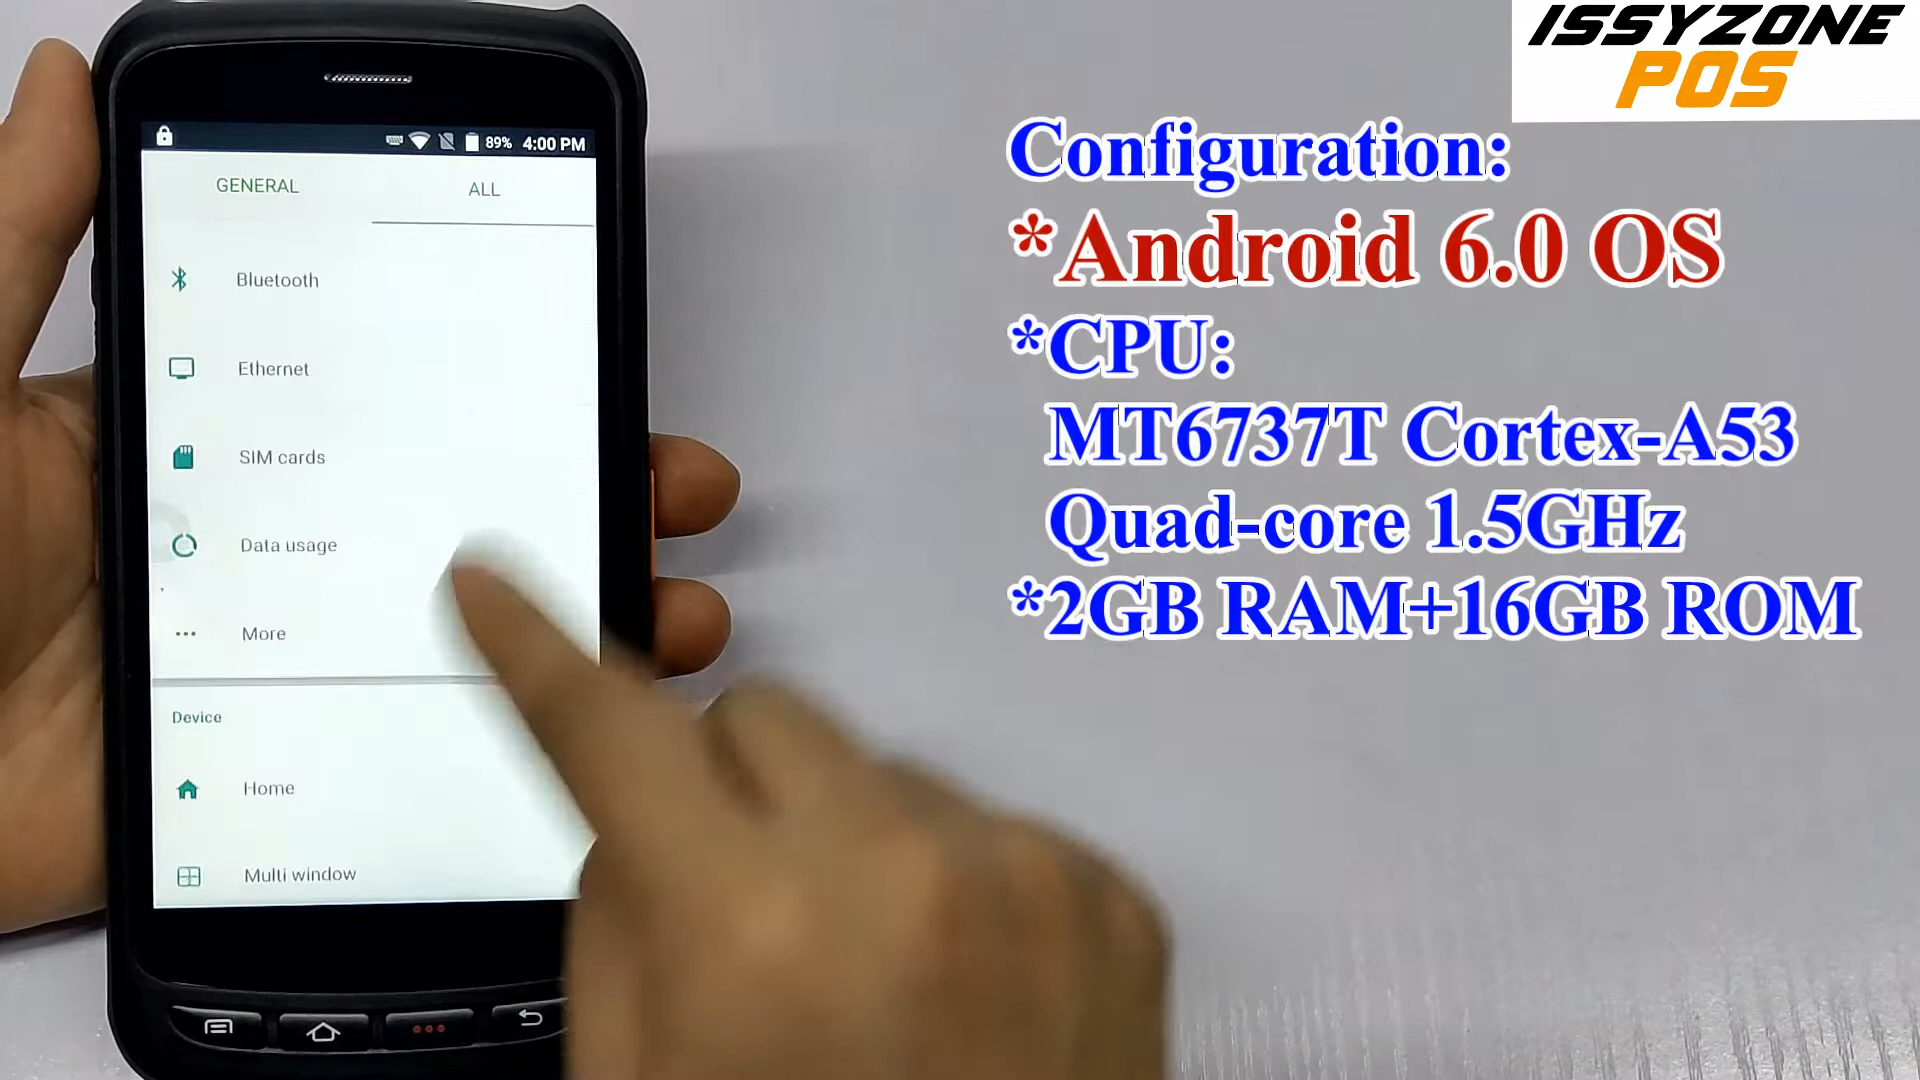 ISSYZONE
POS
89% 4:00 PM
GENERAL ALL
Bluetooth
Ethernet
SIM cards
Data usage
More
Device
Home
Multi window
Configuration:
*Android 6.0 OS
*CPU:
MT6737T Cortex-A53
Quad-core 1.5GHz
*2GB RAM+16GB ROM